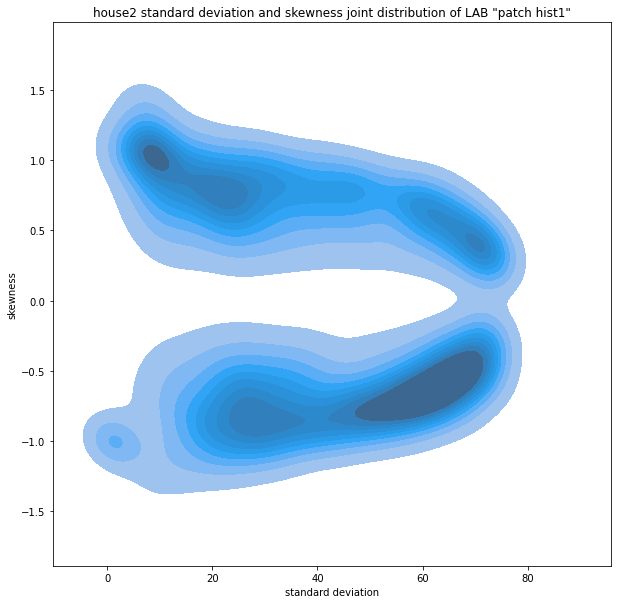 house2 standard deviation and skewness joint distribution of LAB "patch hist1"
1.5
1.0
0.5
0.0
−0.5
−1.0
−1.5
skewness
0 20 40 60 80
standard deviation